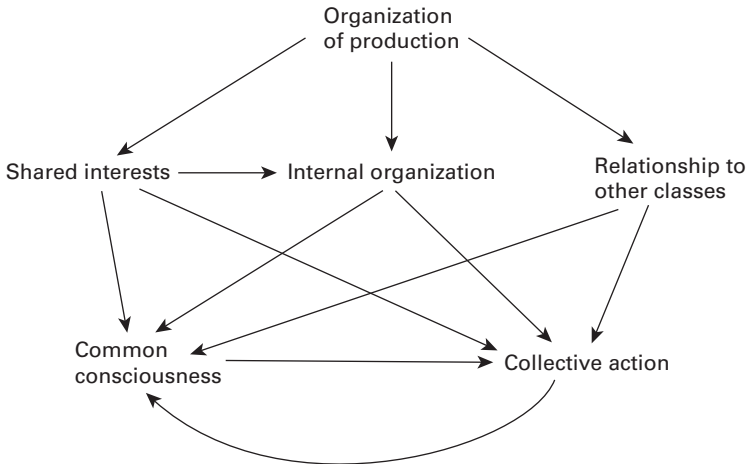 Organization
of production
Shared interests
Internal organization
Relationship to
other classes
Common
consciousness
Collective action